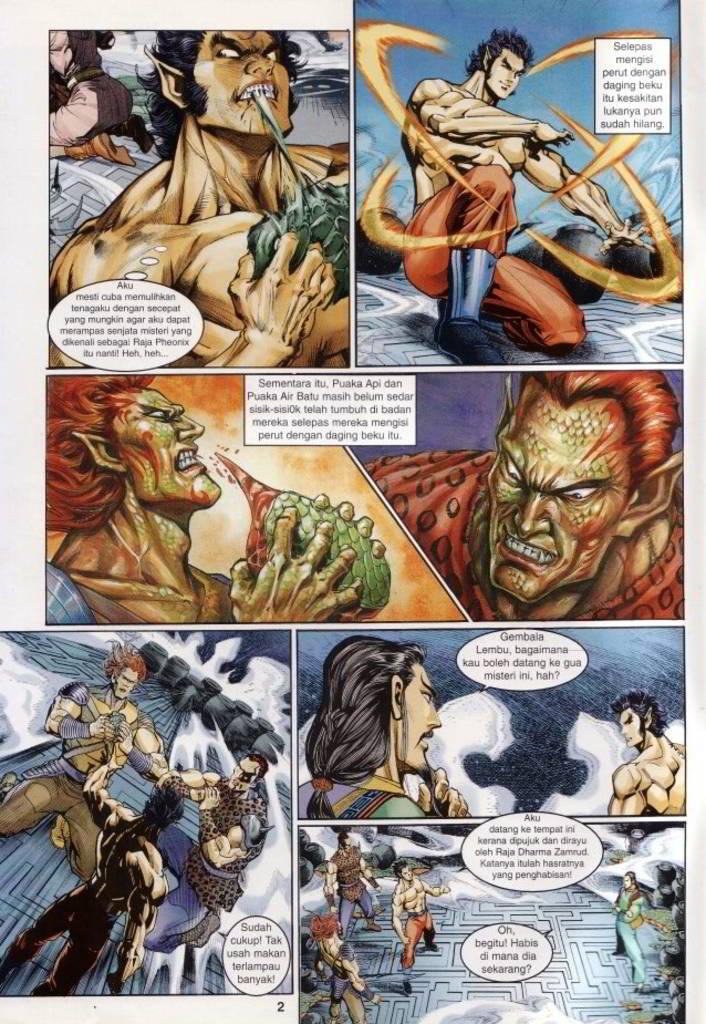 Aku
mesti cuba memulihkan
tenagaku dengan secepat
yang mungkin agar aku dapat
merampas senjata misteri yang
dikenali sebagai Raja Pheonix
itu nanti! Heh, heh...
Selepas
mengisi
perut dengan
daging beku
itu kesakitan
lukanya pun
sudah hilang.
Sementara itu, Puaka Api dan
Puaka Air Batu masih belum sedar
sisik-sisi0k telah tumbuh di badan
mereka selepas mereka mengisi
perut dengan daging beku itu.
Sudah
cukup! Tak
usah makan
terlampau
banyak!
Gembala
Lembu, bagaimana
kau boleh datang ke gua
misteri ini, hah?
Aku
datang ke tempat ini
kerana dipujuk dan dirayu
oleh Raja Dharma Zamrud.
Katanya itulah hasratnya
yang penghabisan!
Oh,
begitu! Habis
di mana dia
sekarang?
2